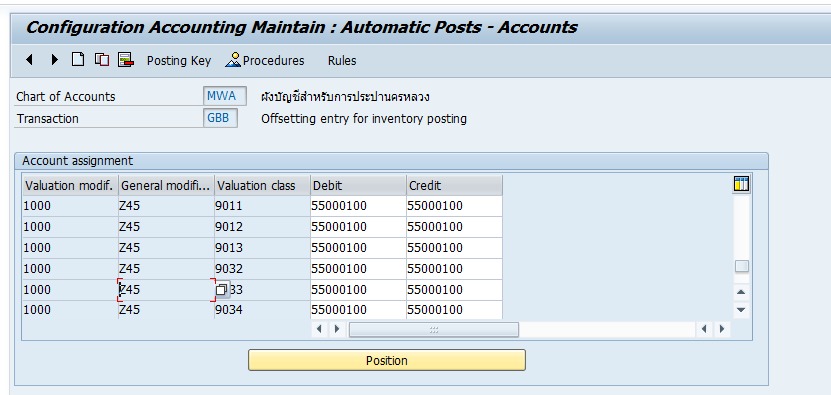 Configuration Accounting Maintain : Automatic Posts - Accounts
Posting Key Procedures Rules
Chart of Accounts MWA ผังบัญชีสำหรับการประปานครหลวง
Transaction GBB Offsetting entry for inventory posting
Account assignment
Valuation modif. General modifi... Valuation class Debit Credit
1000 Z45 9011 55000100 55000100
1000 Z45 9012 55000100 55000100
1000 Z45 9013 55000100 55000100
1000 Z45 9032 55000100 55000100
1000 Z45 33 55000100 55000100
1000 Z45 9034 55000100 55000100
Position